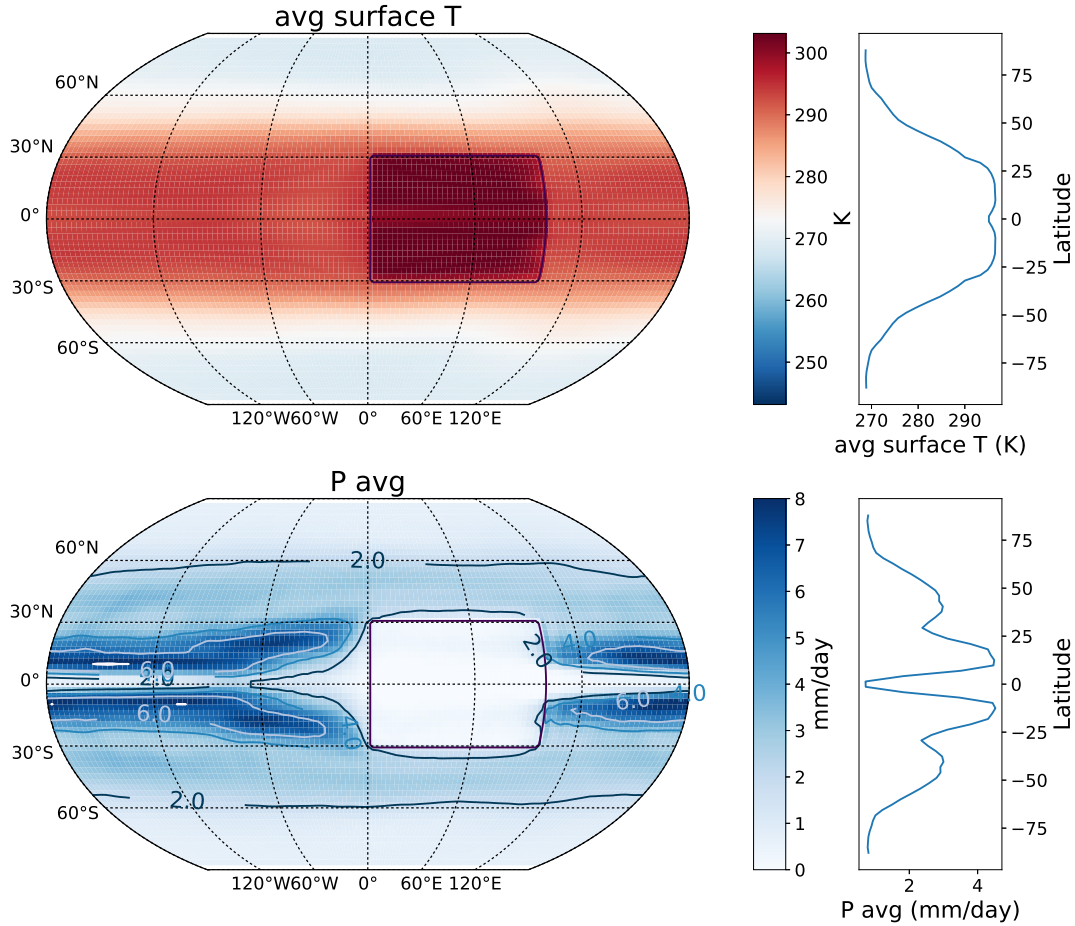 avg surface T
60°N
30°N
0°
30°S
60°S
120°W60°W 0° 60°E 120°E
300
290
280
270
260
250
K
75
50
25
0
−25
−50
−75
Latitude
270 280 290
avg surface T (K)
P avg
60°N
30°N
0°
30°S
60°S
2.0
2.0
4.0
6.0
2.0
6.0
4.0
6.0
4.0
2.0
120°W60°W 0° 60°E 120°E
8
7
6
5
4
3
2
1
0
mm/day
75
50
25
0
−25
−50
−75
Latitude
2 4
P avg (mm/day)